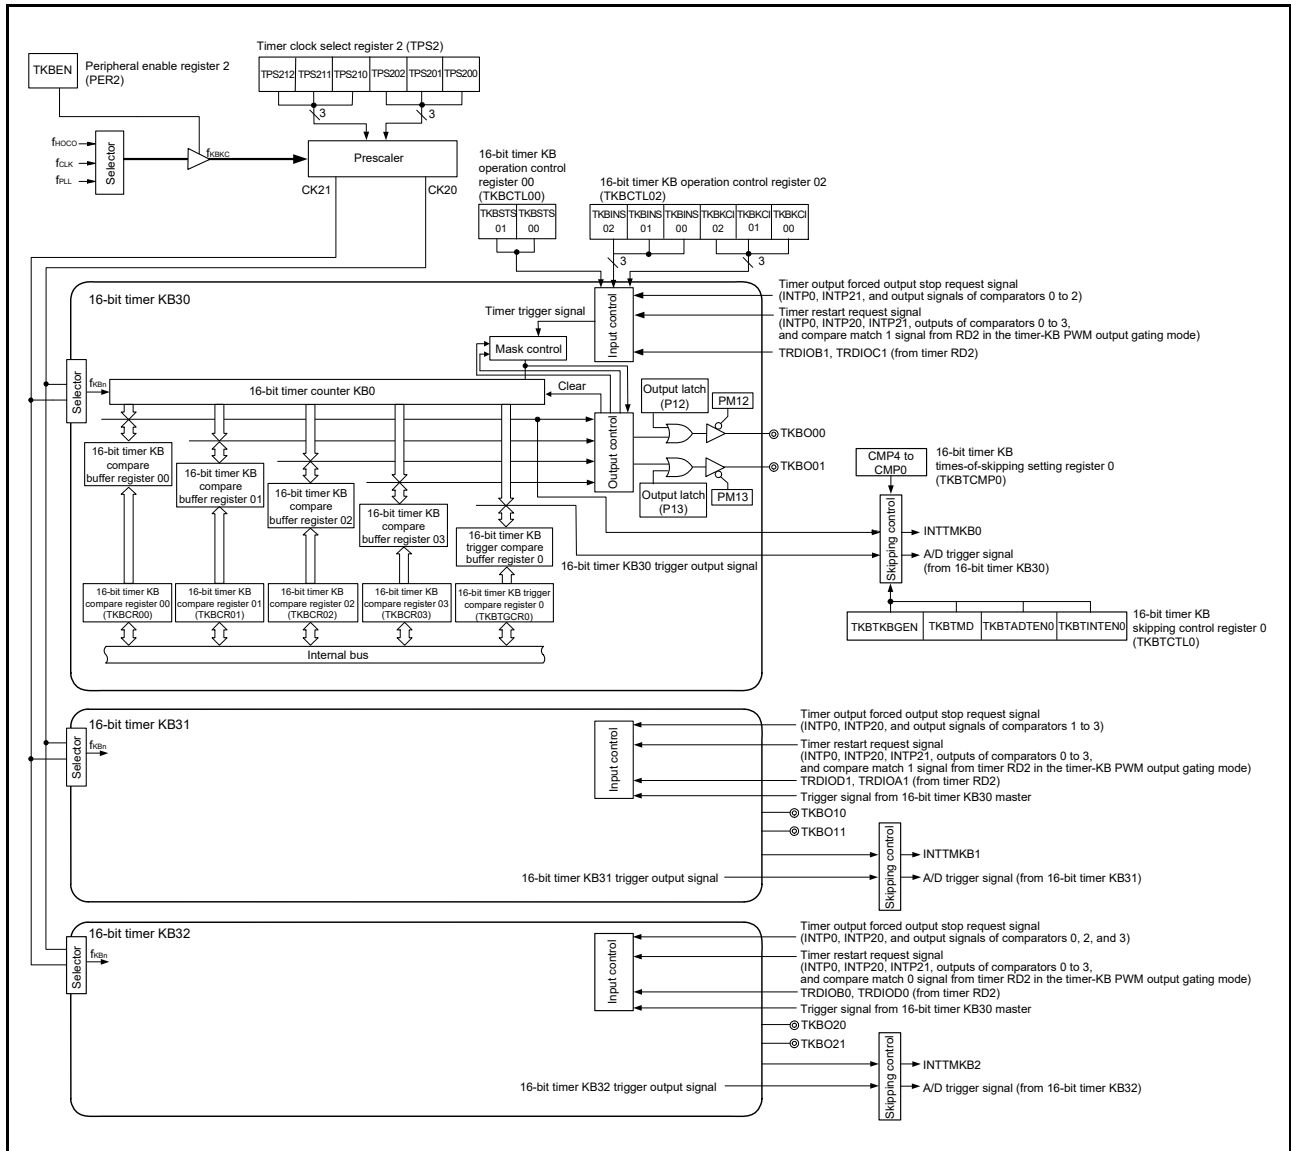 Timer clock select register 2 (TPS2)
TKBEN
Peripheral enable register 2
(PER2)
TPS212 TPS211 TPS210 TPS202 TPS201 TPS200
3
3
fHOCO
fCLK
fPLL
Selector
fKBKC
Prescaler
CK21
CK20
16-bit timer KB
operation control
register 00
(TKBCTL00)
TKBSTS 01
TKBSTS 00
16-bit timer KB operation control register 02
(TKBCTL02)
TKBINS 02
TKBINS 01
TKBINS 00
TKBKCI 02
TKBKCI 01
TKBKCI 00
3
3
16-bit timer KB30
Timer trigger signal
Input control
Timer output forced output stop request signal
(INTP0, INTP21, and output signals of comparators 0 to 2)
Timer restart request signal
(INTP0, INTP20, INTP21, outputs of comparators 0 to 3,
and compare match 1 signal from RD2 in the timer-KB PWM output gating mode)
TRDIOB1, TRDIOC1 (from timer RD2)
Mask control
Selector
fKBn
16-bit timer counter KB0
Clear
Output control
Output latch
(P12)
PM12
TKBO00
TKBO01
Output latch
(P13)
PM13
16-bit timer KB
compare
buffer register 00
16-bit timer KB
compare
buffer register 01
16-bit timer KB
compare
buffer register 02
16-bit timer KB
compare
buffer register 03
16-bit timer KB
trigger compare
buffer register 0
16-bit timer KB30 trigger output signal
CMP4 to
CMP0
16-bit timer KB
times-of-skipping setting register 0
(TKBTCMP0)
Skipping control
INTTMKB0
A/D trigger signal
(from 16-bit timer KB30)
16-bit timer KB
compare register 00
(TKBCR00)
16-bit timer KB
compare register 01
(TKBCR01)
16-bit timer KB
compare register 02
(TKBCR02)
16-bit timer KB
compare register 03
(TRBCR03)
16-bit timer KB trigger
compare register 0
(TKBTGCR0)
Internal bus
TKBTKBGEN TKBTMD TKBTADTEN0 TKBTINTEN0
16-bit timer KB
skipping control register 0
(TKBTCTL0)
16-bit timer KB31
Selector
fKBn
Input control
Timer output forced output stop request signal
(INTP0, INTP20, and output signals of comparators 1 to 3)
Timer restart request signal
(INTP0, INTP20, INTP21, outputs of comparators 0 to 3,
and compare match 1 signal from timer RD2 in the timer-KB PWM output gating mode)
TRDIOD1, TRDIOA1 (from timer RD2)
Trigger signal from 16-bit timer KB30 master
TKBO10
TKBO11
Skipping control
INTTMKB1
16-bit timer KB31 trigger output signal
A/D trigger signal (from 16-bit timer KB31)
16-bit timer KB32
Selector
fKBn
Input control
Timer output forced output stop request signal
(INTP0, INTP20, and output signals of comparators 0, 2, and 3)
Timer restart request signal
(INTP0, INTP20, INTP21, outputs of comparators 0 to 3,
and compare match 0 signal from timer RD2 in the timer-KB PWM output gating mode)
TRDIOB0, TRDIOD0 (from timer RD2)
Trigger signal from 16-bit timer KB30 master
TKBO20
TKBO21
Skipping control
INTTMKB2
16-bit timer KB32 trigger output signal
A/D trigger signal (from 16-bit timer KB32)